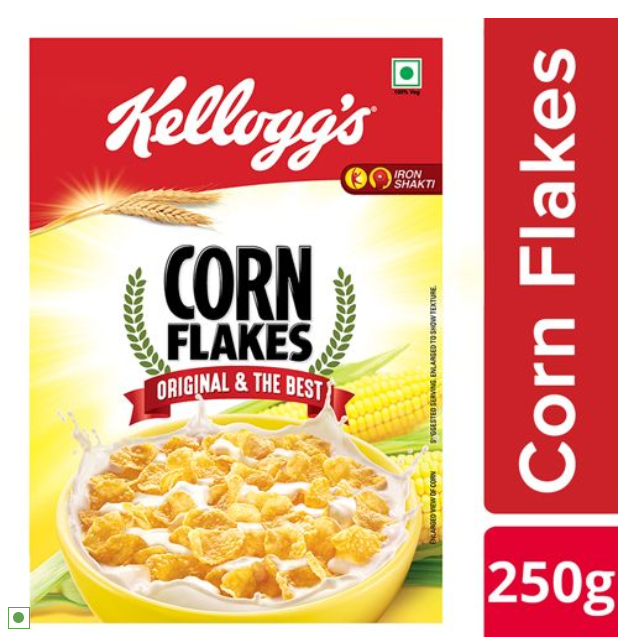 Kellogg's
100% Veg
IRON
SHAKTI
CORN
FLAKES
ORIGINAL & THE BEST
ENLARGED VIEW OF CORN
SUGGESTED SERVING. ENLARGED TO SHOW TEXTURE.
Corn Flakes
250g